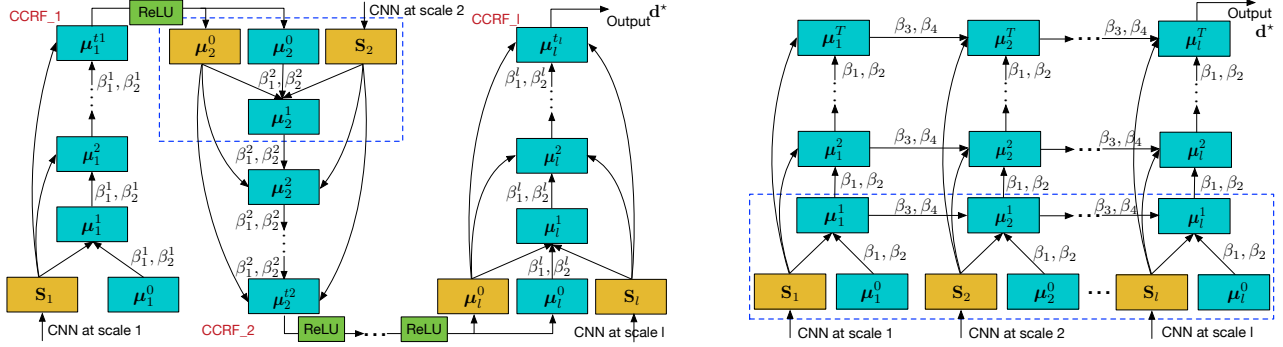 CCRF_1
ReLU
CNN at scale 2
CCRF_l
Output d*
μ_1^{t1}
μ_2^0
μ_2^0
S_2
μ_l^{t_l}
β_1^1, β_2^1
β_1^2, β_2^2
β_1^l, β_2^l
μ_2^1
μ_1^2
β_1^2, β_2^2
μ_l^2
β_1^1, β_2^1
μ_2^2
β_1^l, β_2^l
μ_1^1
β_1^2, β_2^2
μ_l^1
β_1^1, β_2^1
β_1^2, β_2^2
β_1^l, β_2^l
S_1
μ_1^0
μ_2^{t2}
μ_l^0
μ_l^0
S_l
CNN at scale 1
CCRF_2
ReLU
ReLU
CNN at scale l
Output
d*
μ_1^T
β_3, β_4
μ_2^T
β_3, β_4
μ_l^T
β_1, β_2
β_1, β_2
β_1, β_2
μ_1^2
β_3, β_4
μ_2^2
β_3, β_4
μ_l^2
β_1, β_2
β_1, β_2
β_1, β_2
μ_1^1
β_3, β_4
μ_2^1
β_3, β_4
μ_l^1
β_1, β_2
β_1, β_2
β_1, β_2
S_1
μ_1^0
S_2
μ_2^0
S_l
μ_l^0
CNN at scale 1
CNN at scale 2
CNN at scale l